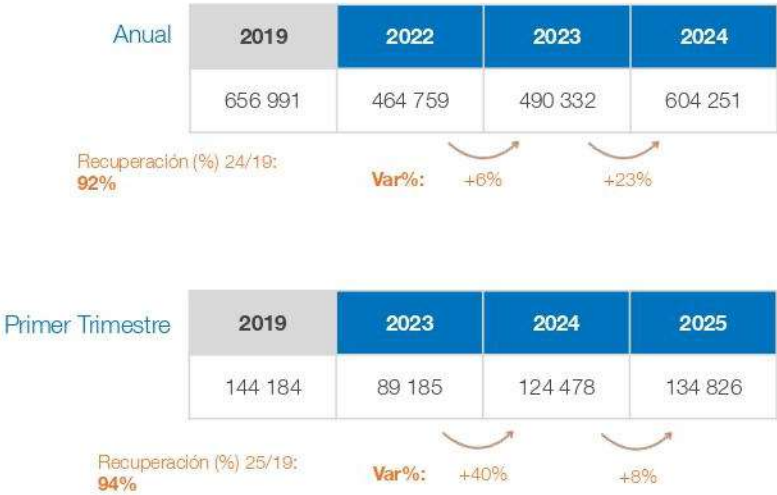 Anual 2019 2022 2023 2024
656 991 464 759 490 332 604 251
Recuperación (%) 24/19:
92%
Var%: +6% +23%
Primer Trimestre 2019 2023 2024 2025
144 184 89 185 124 478 134 826
Recuperación (%) 25/19:
94%
Var%: +40% +8%